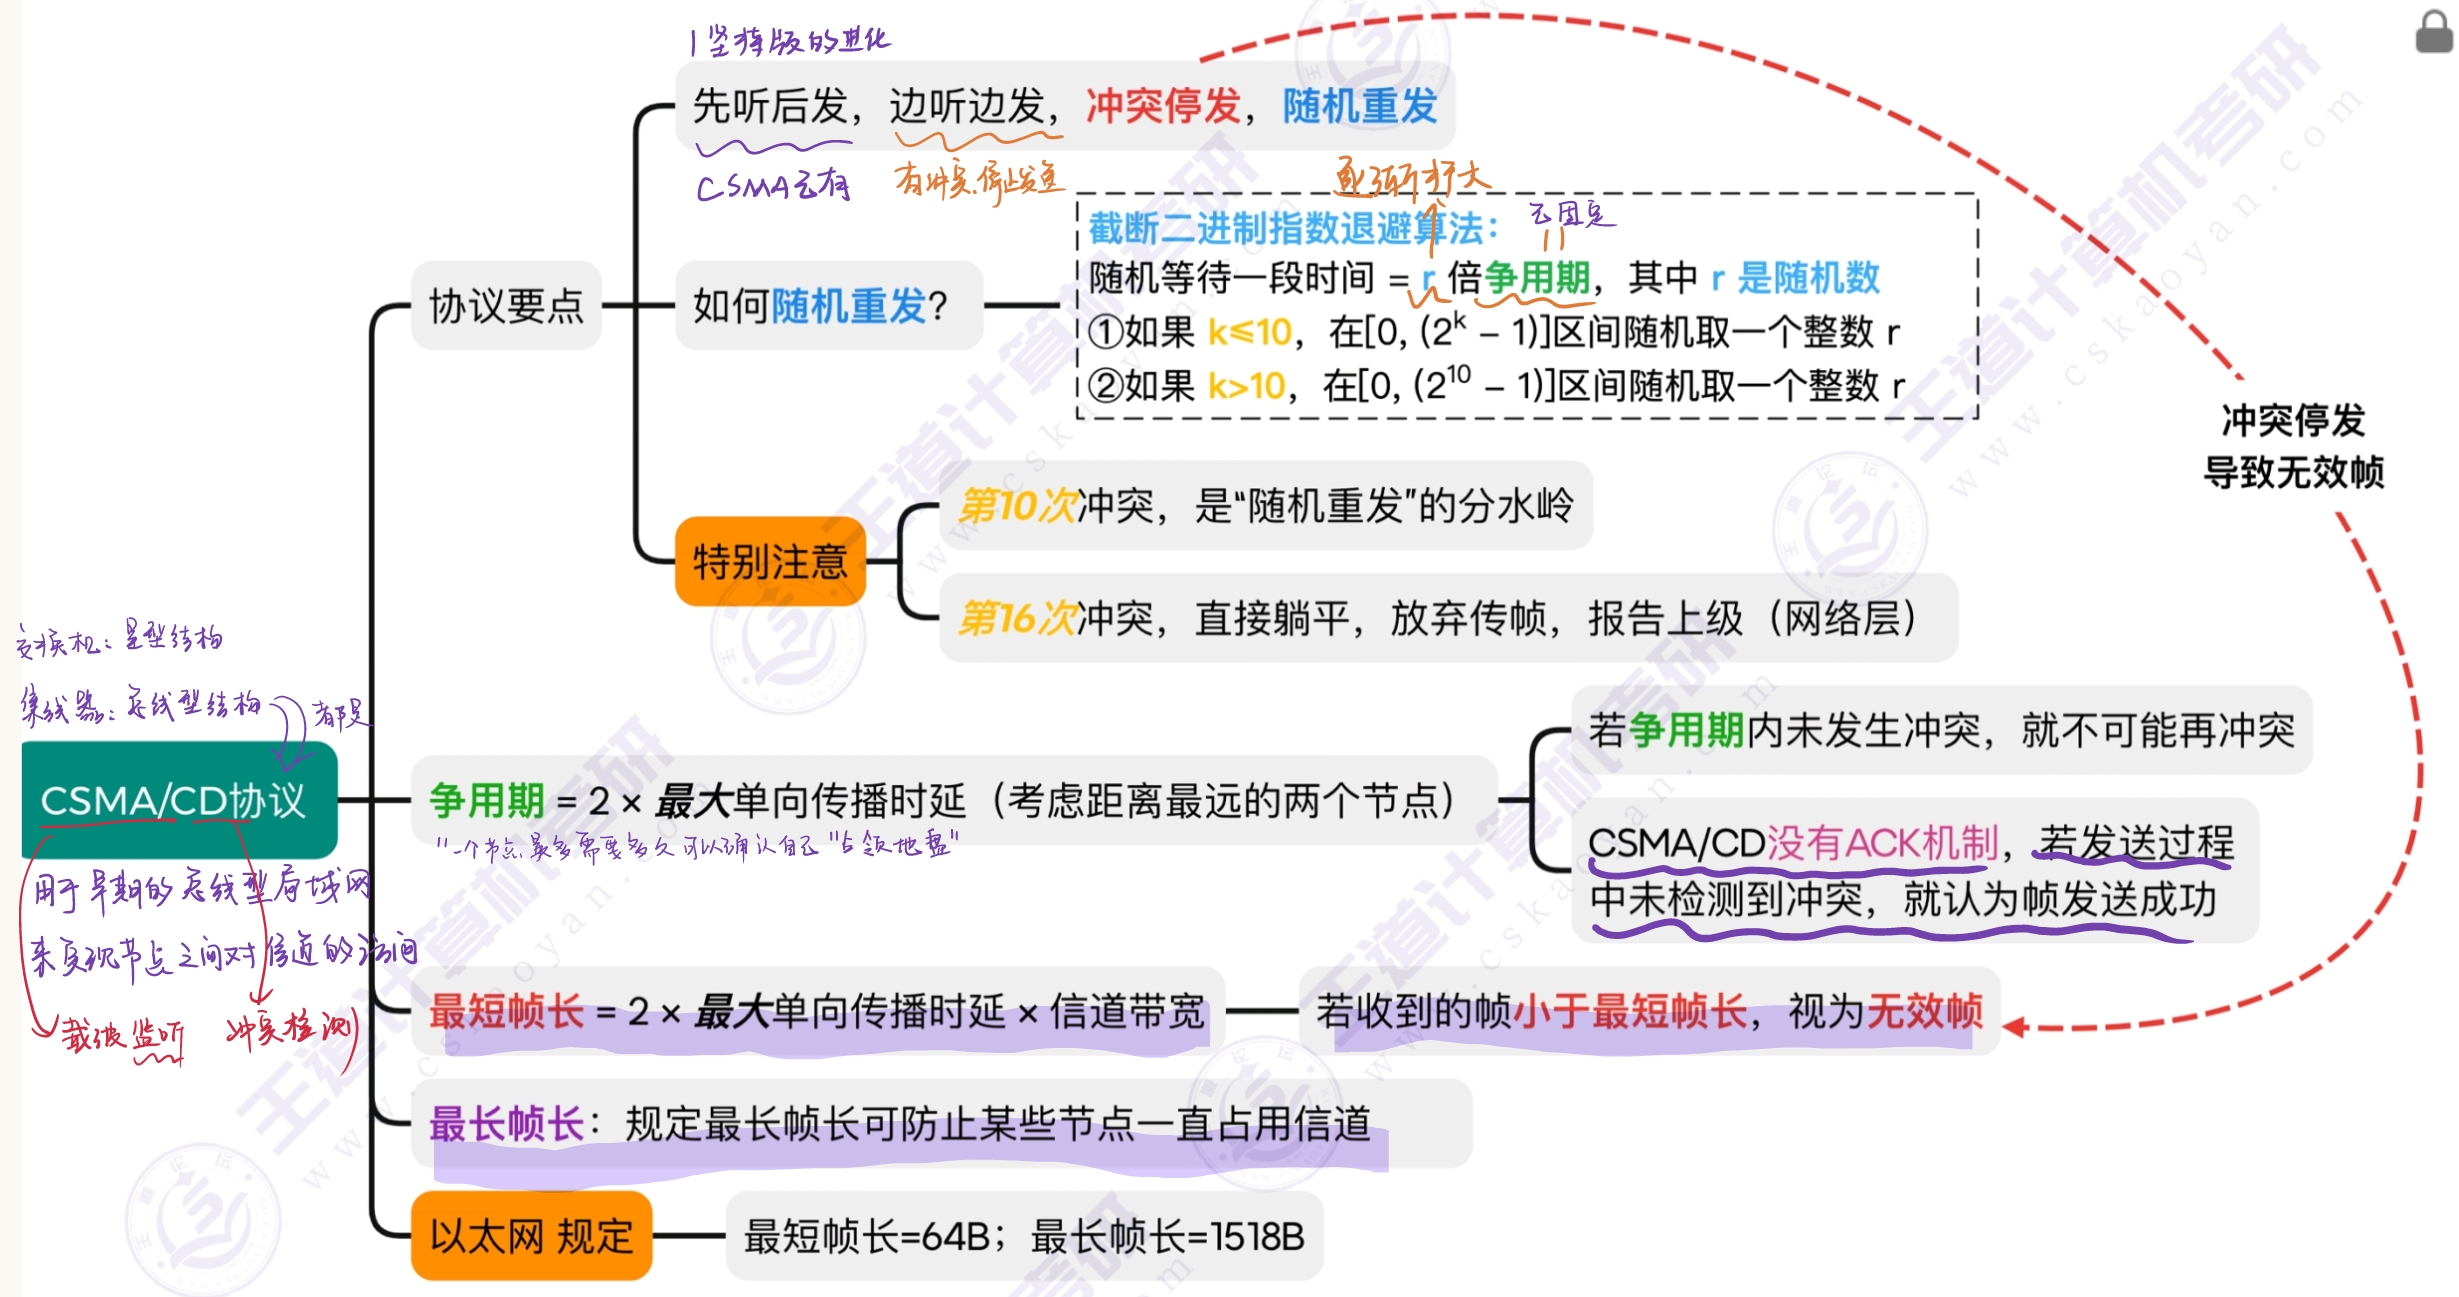 1坚持版的进化
先听后发，边听边发，冲突停发，随机重发
CSMA已有
有冲突.停止发送
逐渐扩大
截断二进制指数退避算法：
已固定
随机等待一段时间 = r 倍争用期，其中 r 是随机数
①如果 k≤10，在[0, (2^k – 1)]区间随机取一个整数 r
②如果 k>10，在[0, (2^10 – 1)]区间随机取一个整数 r
协议要点
如何随机重发？
冲突停发
导致无效帧
特别注意
第10次冲突，是“随机重发”的分水岭
第16次冲突，直接躺平，放弃传帧，报告上级（网络层）
交换机：星型结构
集线器：总线型结构
都是
CSMA/CD协议
用于早期的总线型局域网
来实现节点之间对信道的访问
载波监听
冲突检测
争用期 = 2 × 最大单向传播时延（考虑距离最远的两个节点）
"一个节点最多需要多久可以确认自己"占领地盘"
若争用期内未发生冲突，就不可能再冲突
CSMA/CD没有ACK机制，若发送过程
中未检测到冲突，就认为帧发送成功
最短帧长 = 2 × 最大单向传播时延 × 信道带宽
若收到的帧小于最短帧长，视为无效帧
最长帧长：规定最长帧长可防止某些节点一直占用信道
以太网 规定
最短帧长=64B；最长帧长=1518B
王道计算机考研
www.cskaoyan.com